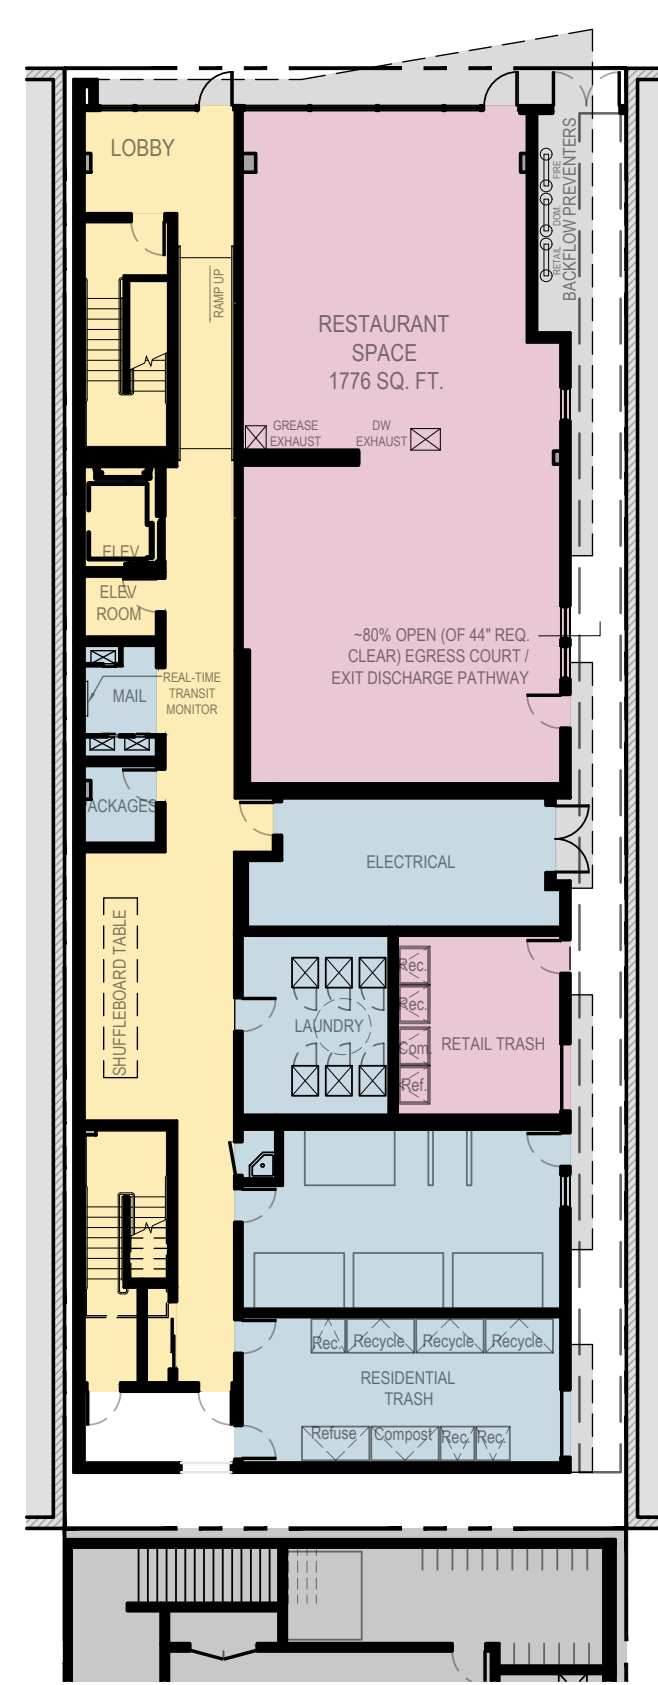 LOBBY
RETAIL DOM. FIRE
BACKFLOW PREVENTERS
RAMP UP
RESTAURANT
SPACE
1776 SQ. FT.
GREASE
EXHAUST
DW
EXHAUST
ELEV
ELEV
ROOM
~80% OPEN (OF 44" REQ.
CLEAR) EGRESS COURT /
EXIT DISCHARGE PATHWAY
MAIL
REAL-TIME
TRANSIT
MONITOR
PACKAGES
ELECTRICAL
SHUFFLEBOARD TABLE
LAUNDRY
Rec.
Rec.
Com.
Ref.
RETAIL TRASH
Rec. Recycle Recycle Recycle
RESIDENTIAL
TRASH
Refuse Compost Rec. Rec.